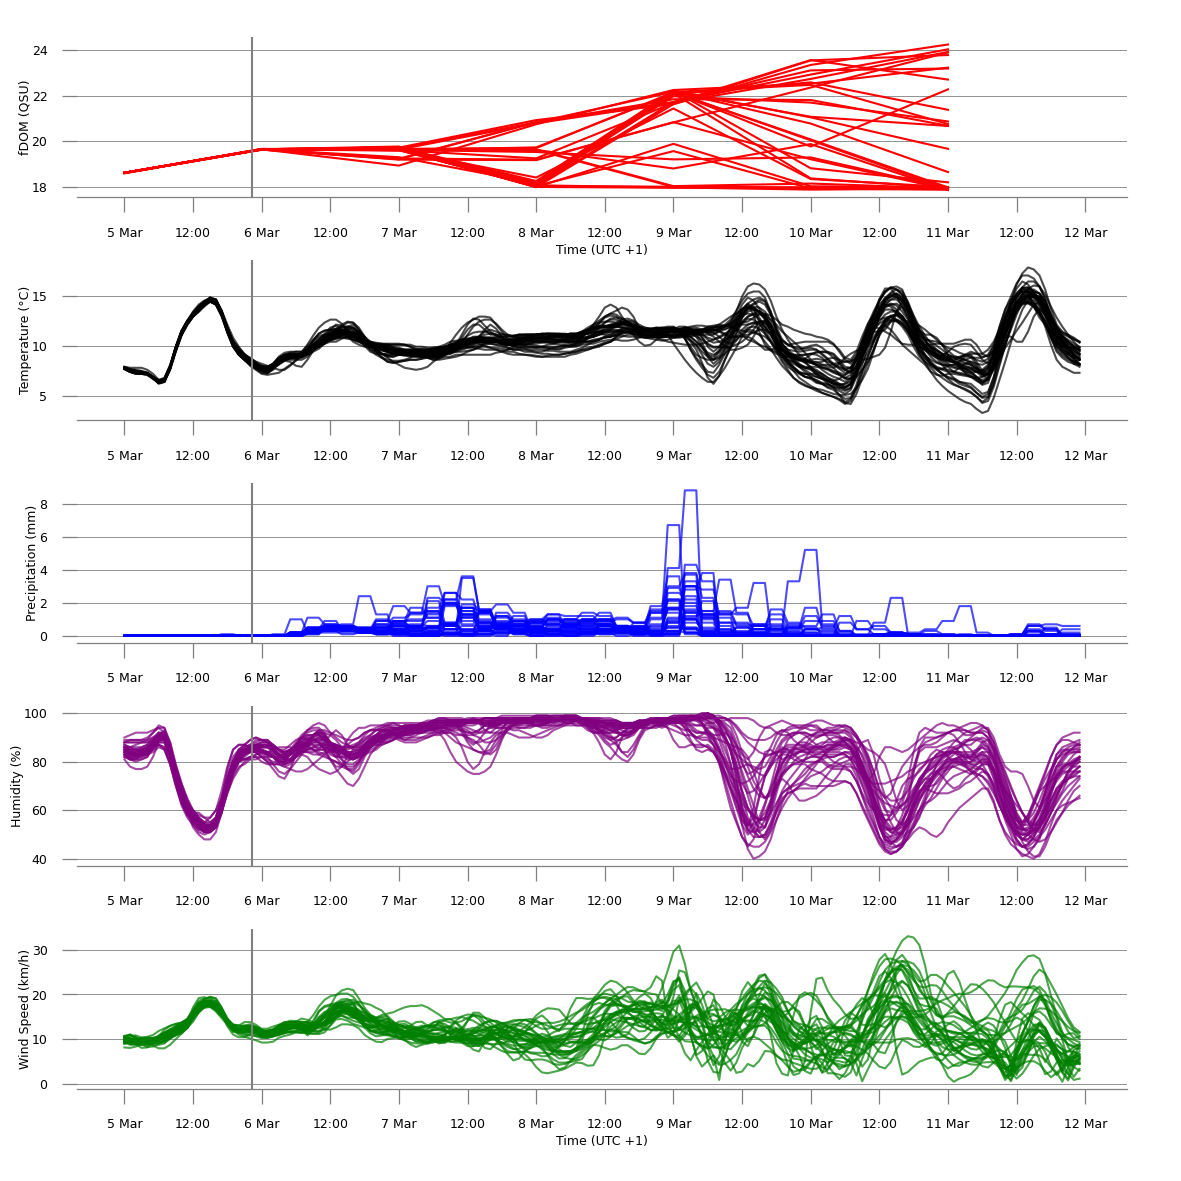 24
22
20
18
fDOM (QSU)
5 Mar 12:00 6 Mar 12:00 7 Mar 12:00 8 Mar 12:00 9 Mar 12:00 10 Mar 12:00 11 Mar 12:00 12 Mar
Time (UTC +1)
15
10
5
Temperature (°C)
5 Mar 12:00 6 Mar 12:00 7 Mar 12:00 8 Mar 12:00 9 Mar 12:00 10 Mar 12:00 11 Mar 12:00 12 Mar
8
6
4
2
0
Precipitation (mm)
5 Mar 12:00 6 Mar 12:00 7 Mar 12:00 8 Mar 12:00 9 Mar 12:00 10 Mar 12:00 11 Mar 12:00 12 Mar
100
80
60
40
Humidity (%)
5 Mar 12:00 6 Mar 12:00 7 Mar 12:00 8 Mar 12:00 9 Mar 12:00 10 Mar 12:00 11 Mar 12:00 12 Mar
30
20
10
0
Wind Speed (km/h)
5 Mar 12:00 6 Mar 12:00 7 Mar 12:00 8 Mar 12:00 9 Mar 12:00 10 Mar 12:00 11 Mar 12:00 12 Mar
Time (UTC +1)